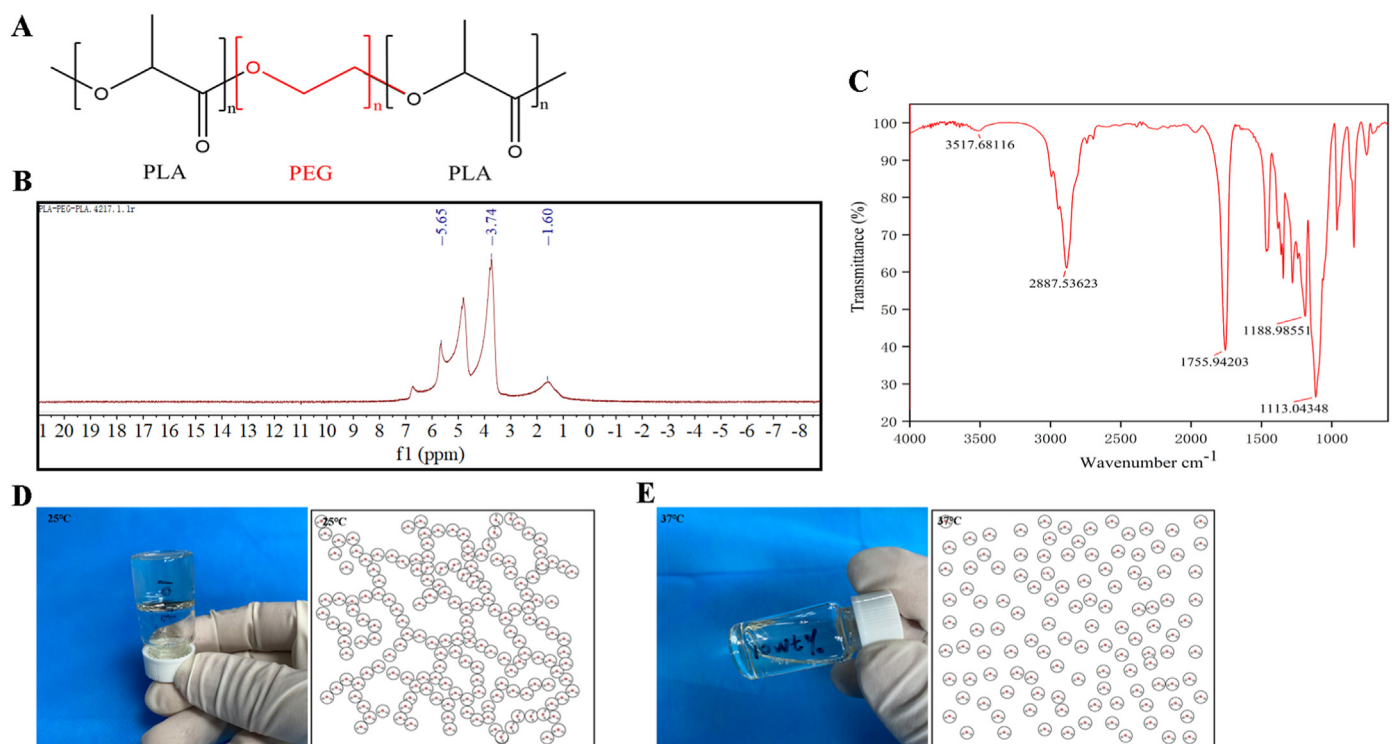 A
O
O
n
O
n
O
O
n
O
PLA
PEG
PLA
B
PLA-PEG-PLA.4217.1.1r
-5.65
-3.74
-1.60
1 20 19 18 17 16 15 14 13 12 11 10 9 8 7 6 5 4 3 2 1 0 -1 -2 -3 -4 -5 -6 -7 -8
f1 (ppm)
C
Transmittance (%)
100
90
80
70
60
50
40
30
20
3517.68116
2887.53623
1755.94203
1188.98551
1113.04348
4000 3000 2000 1000
Wavenumber cm-1
D
25°C
25°C
E
37°C
10wt%
37°C